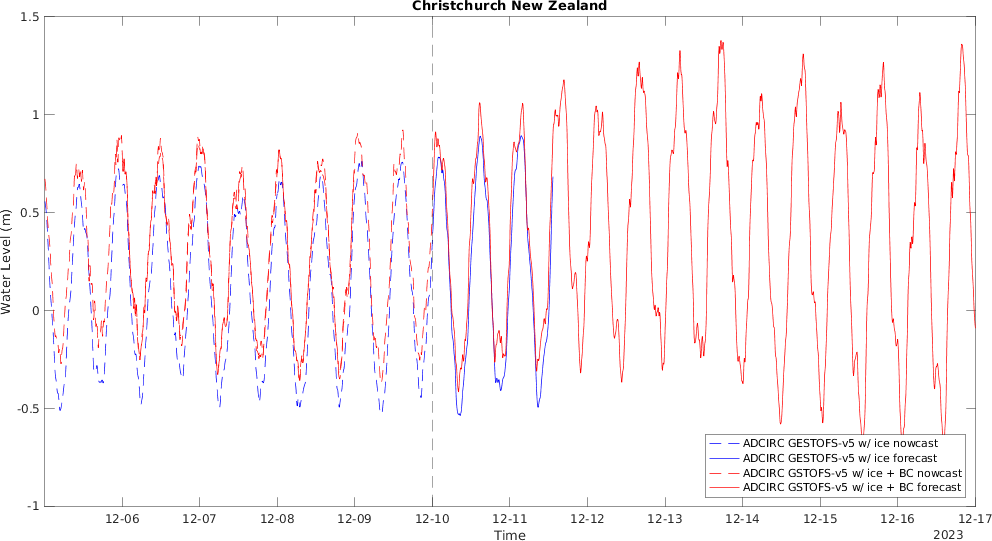 Christchurch New Zealand
1.5
1
0.5
0
-0.5
-1
Water Level (m)
12-06 12-07 12-08 12-09 12-10 12-11 12-12 12-13 12-14 12-15 12-16 12-17
Time
2023
ADCIRC GESTOFS-v5 w/ ice nowcast
ADCIRC GESTOFS-v5 w/ ice forecast
ADCIRC GSTOFS-v5 w/ ice + BC nowcast
ADCIRC GSTOFS-v5 w/ ice + BC forecast